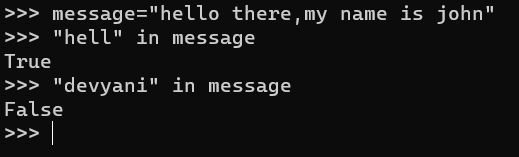 >>> message="hello there,my name is john"
>>> "hell" in message
True
>>> "devyani" in message
False
>>>